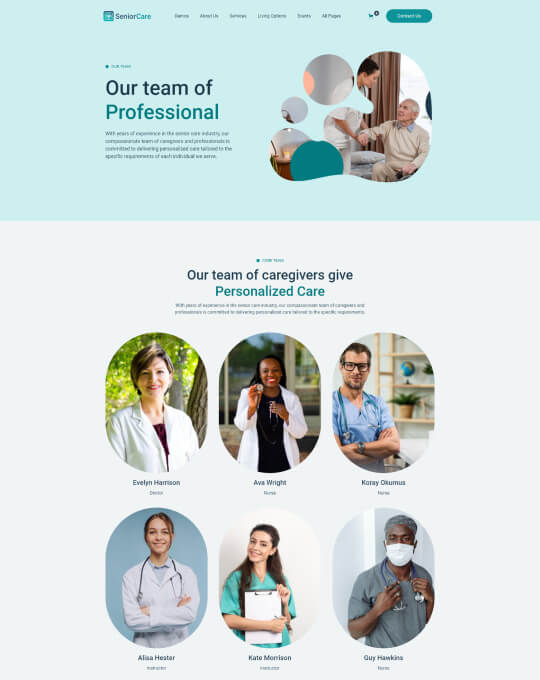 SeniorCare
Demos About Us Services Living Options Events All Pages Contact Us
OUR TEAM
Our team of
Professional
With years of experience in the senior care industry, our
compassionate team of caregivers and professionals is
committed to delivering personalized care tailored to the
specific requirements of each individual we serve.
OUR TEAM
Our team of caregivers give
Personalized Care
With years of experience in the senior care industry, our compassionate team of caregivers and
professionals is committed to delivering personalized care tailored to the specific requirements.
Evelyn Harrison Ava Wright Koray Okumus
Doctor Nurse Nurse
Alisa Hester Kate Morrison Guy Hawkins
Instructor Instructor Nurse